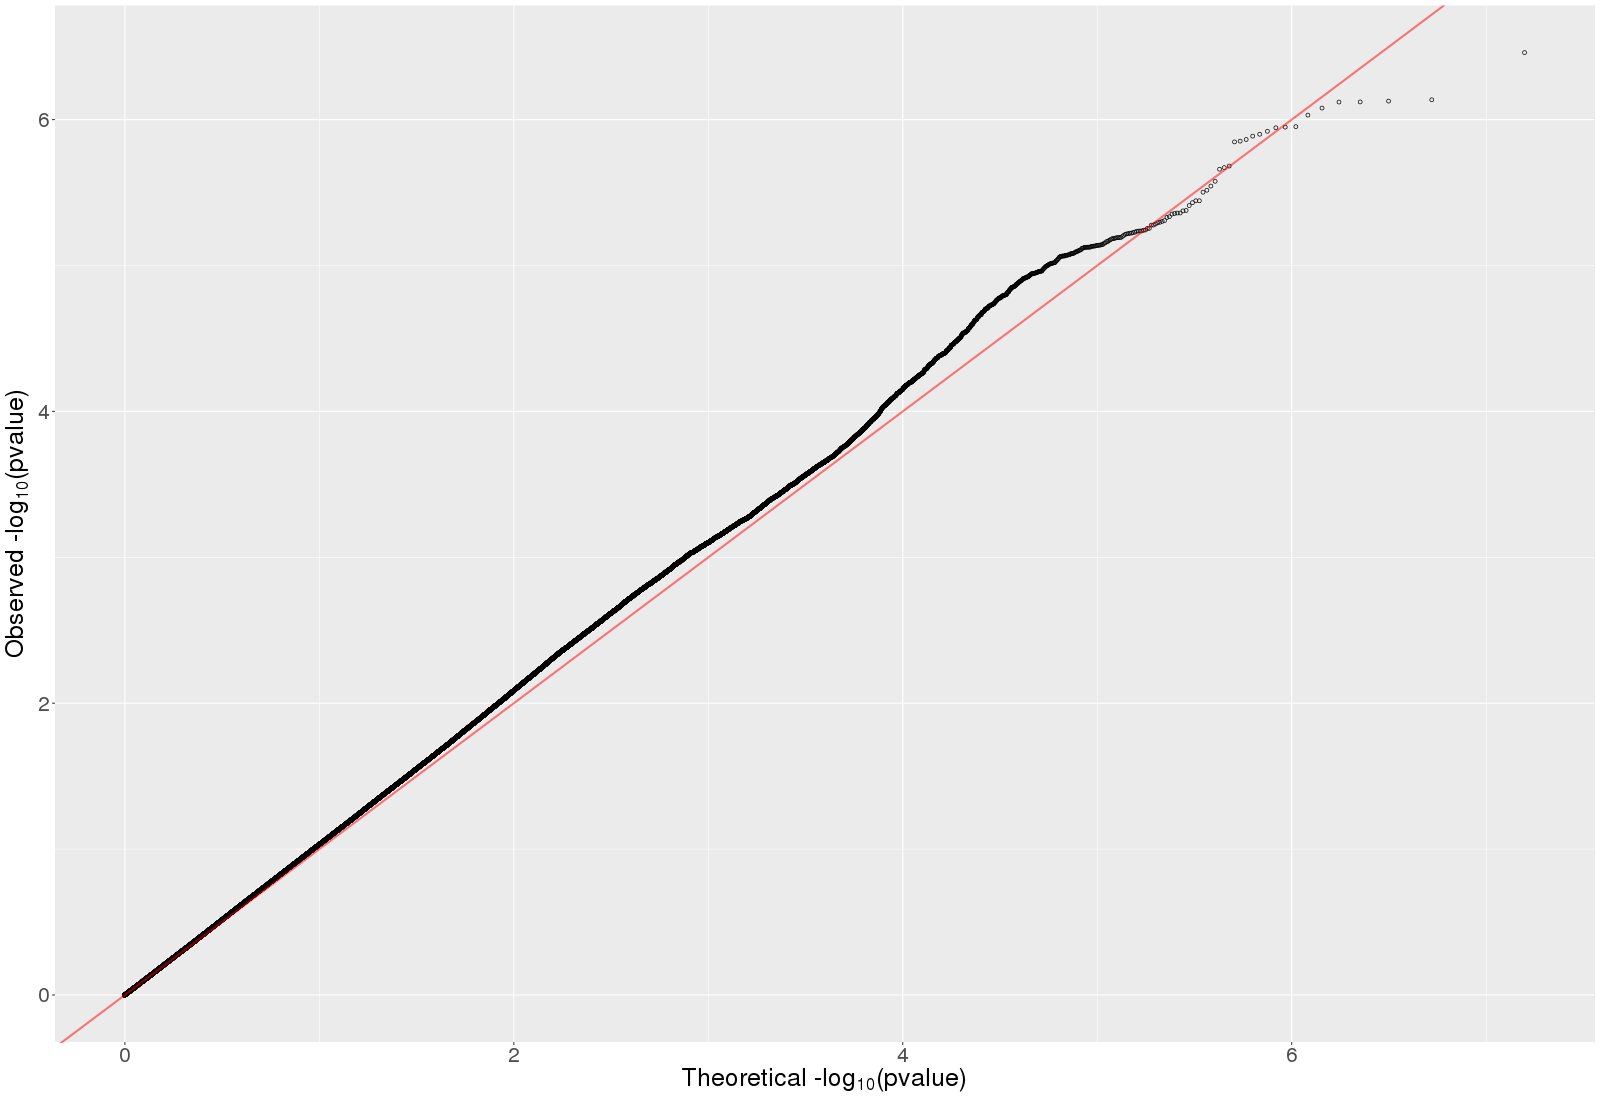 Observed -log₁₀(pvalue)
6
4
2
0
0 2 4 6
Theoretical -log₁₀(pvalue)